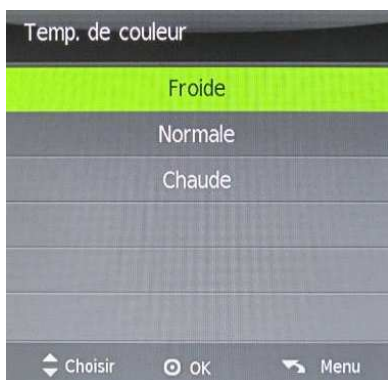 Temp. de couleur
Froide
Normale
Chaude
Choisir OK Menu